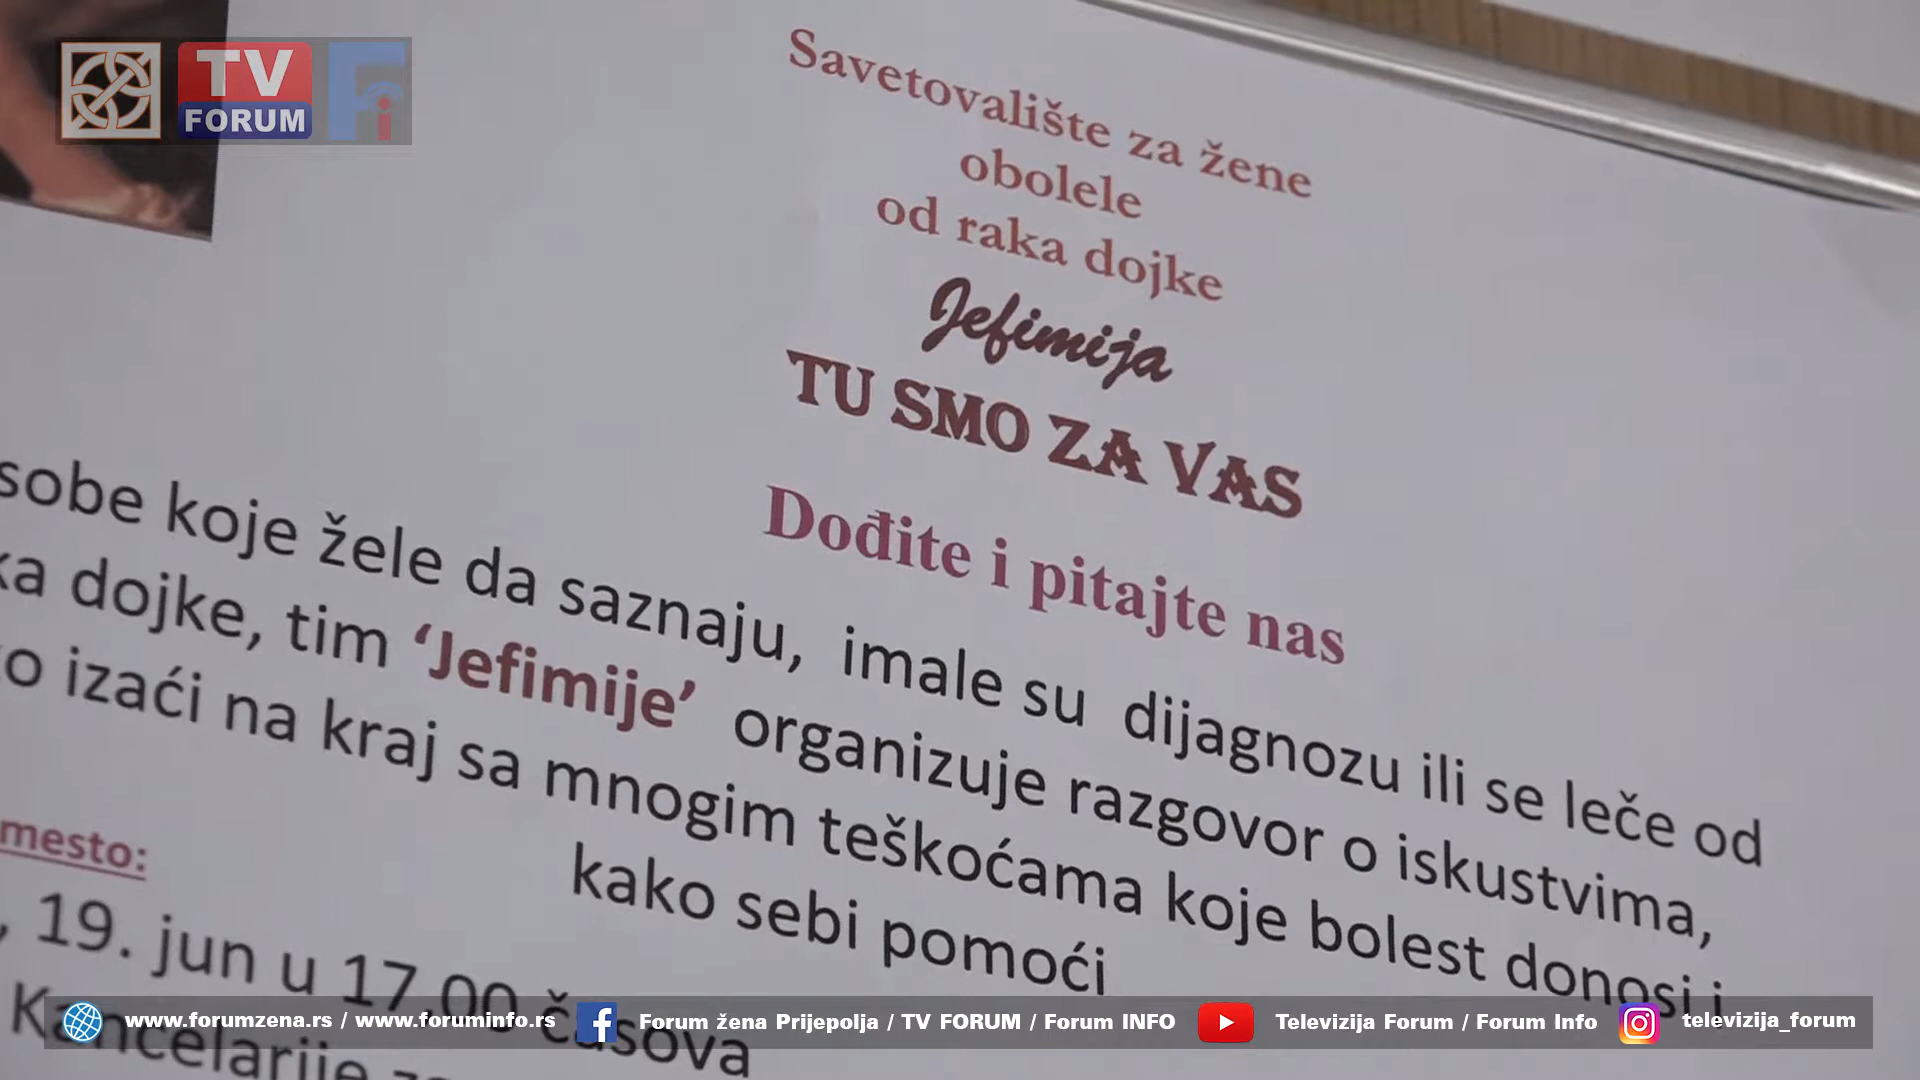 TV
FORUM
Fi
Savetovalište za žene
obolele
od raka dojke
Jefimija
TU SMO ZA VAS
Dođite i pitajte nas
sobe koje žele da saznaju, imale su dijagnozu ili se leče od
ka dojke, tim ‘Jefimije’ organizuje razgovor o iskustvima,
o izaći na kraj sa mnogim teškoćama koje bolest donosi i
kako sebi pomoći
mesto:
, 19. jun u 17.00 časova
Kancelarije
www.forumzena.rs / www.foruminfo.rs
Forum žena Prijepolja / TV FORUM / Forum INFO
Televizija Forum / Forum Info
televizija_forum